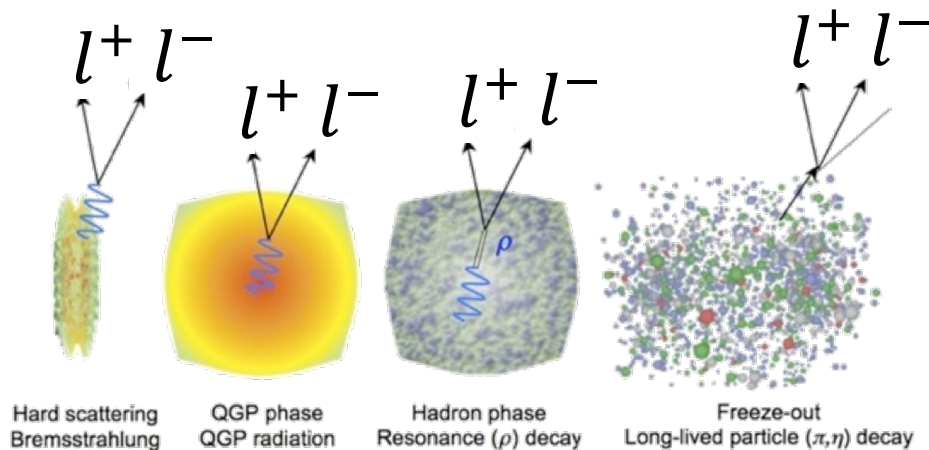 l⁺ l⁻
l⁺ l⁻
l⁺ l⁻
l⁺ l⁻
ρ
Hard scattering
Bremsstrahlung
QGP phase
QGP radiation
Hadron phase
Resonance (ρ) decay
Freeze-out
Long-lived particle (π,η) decay